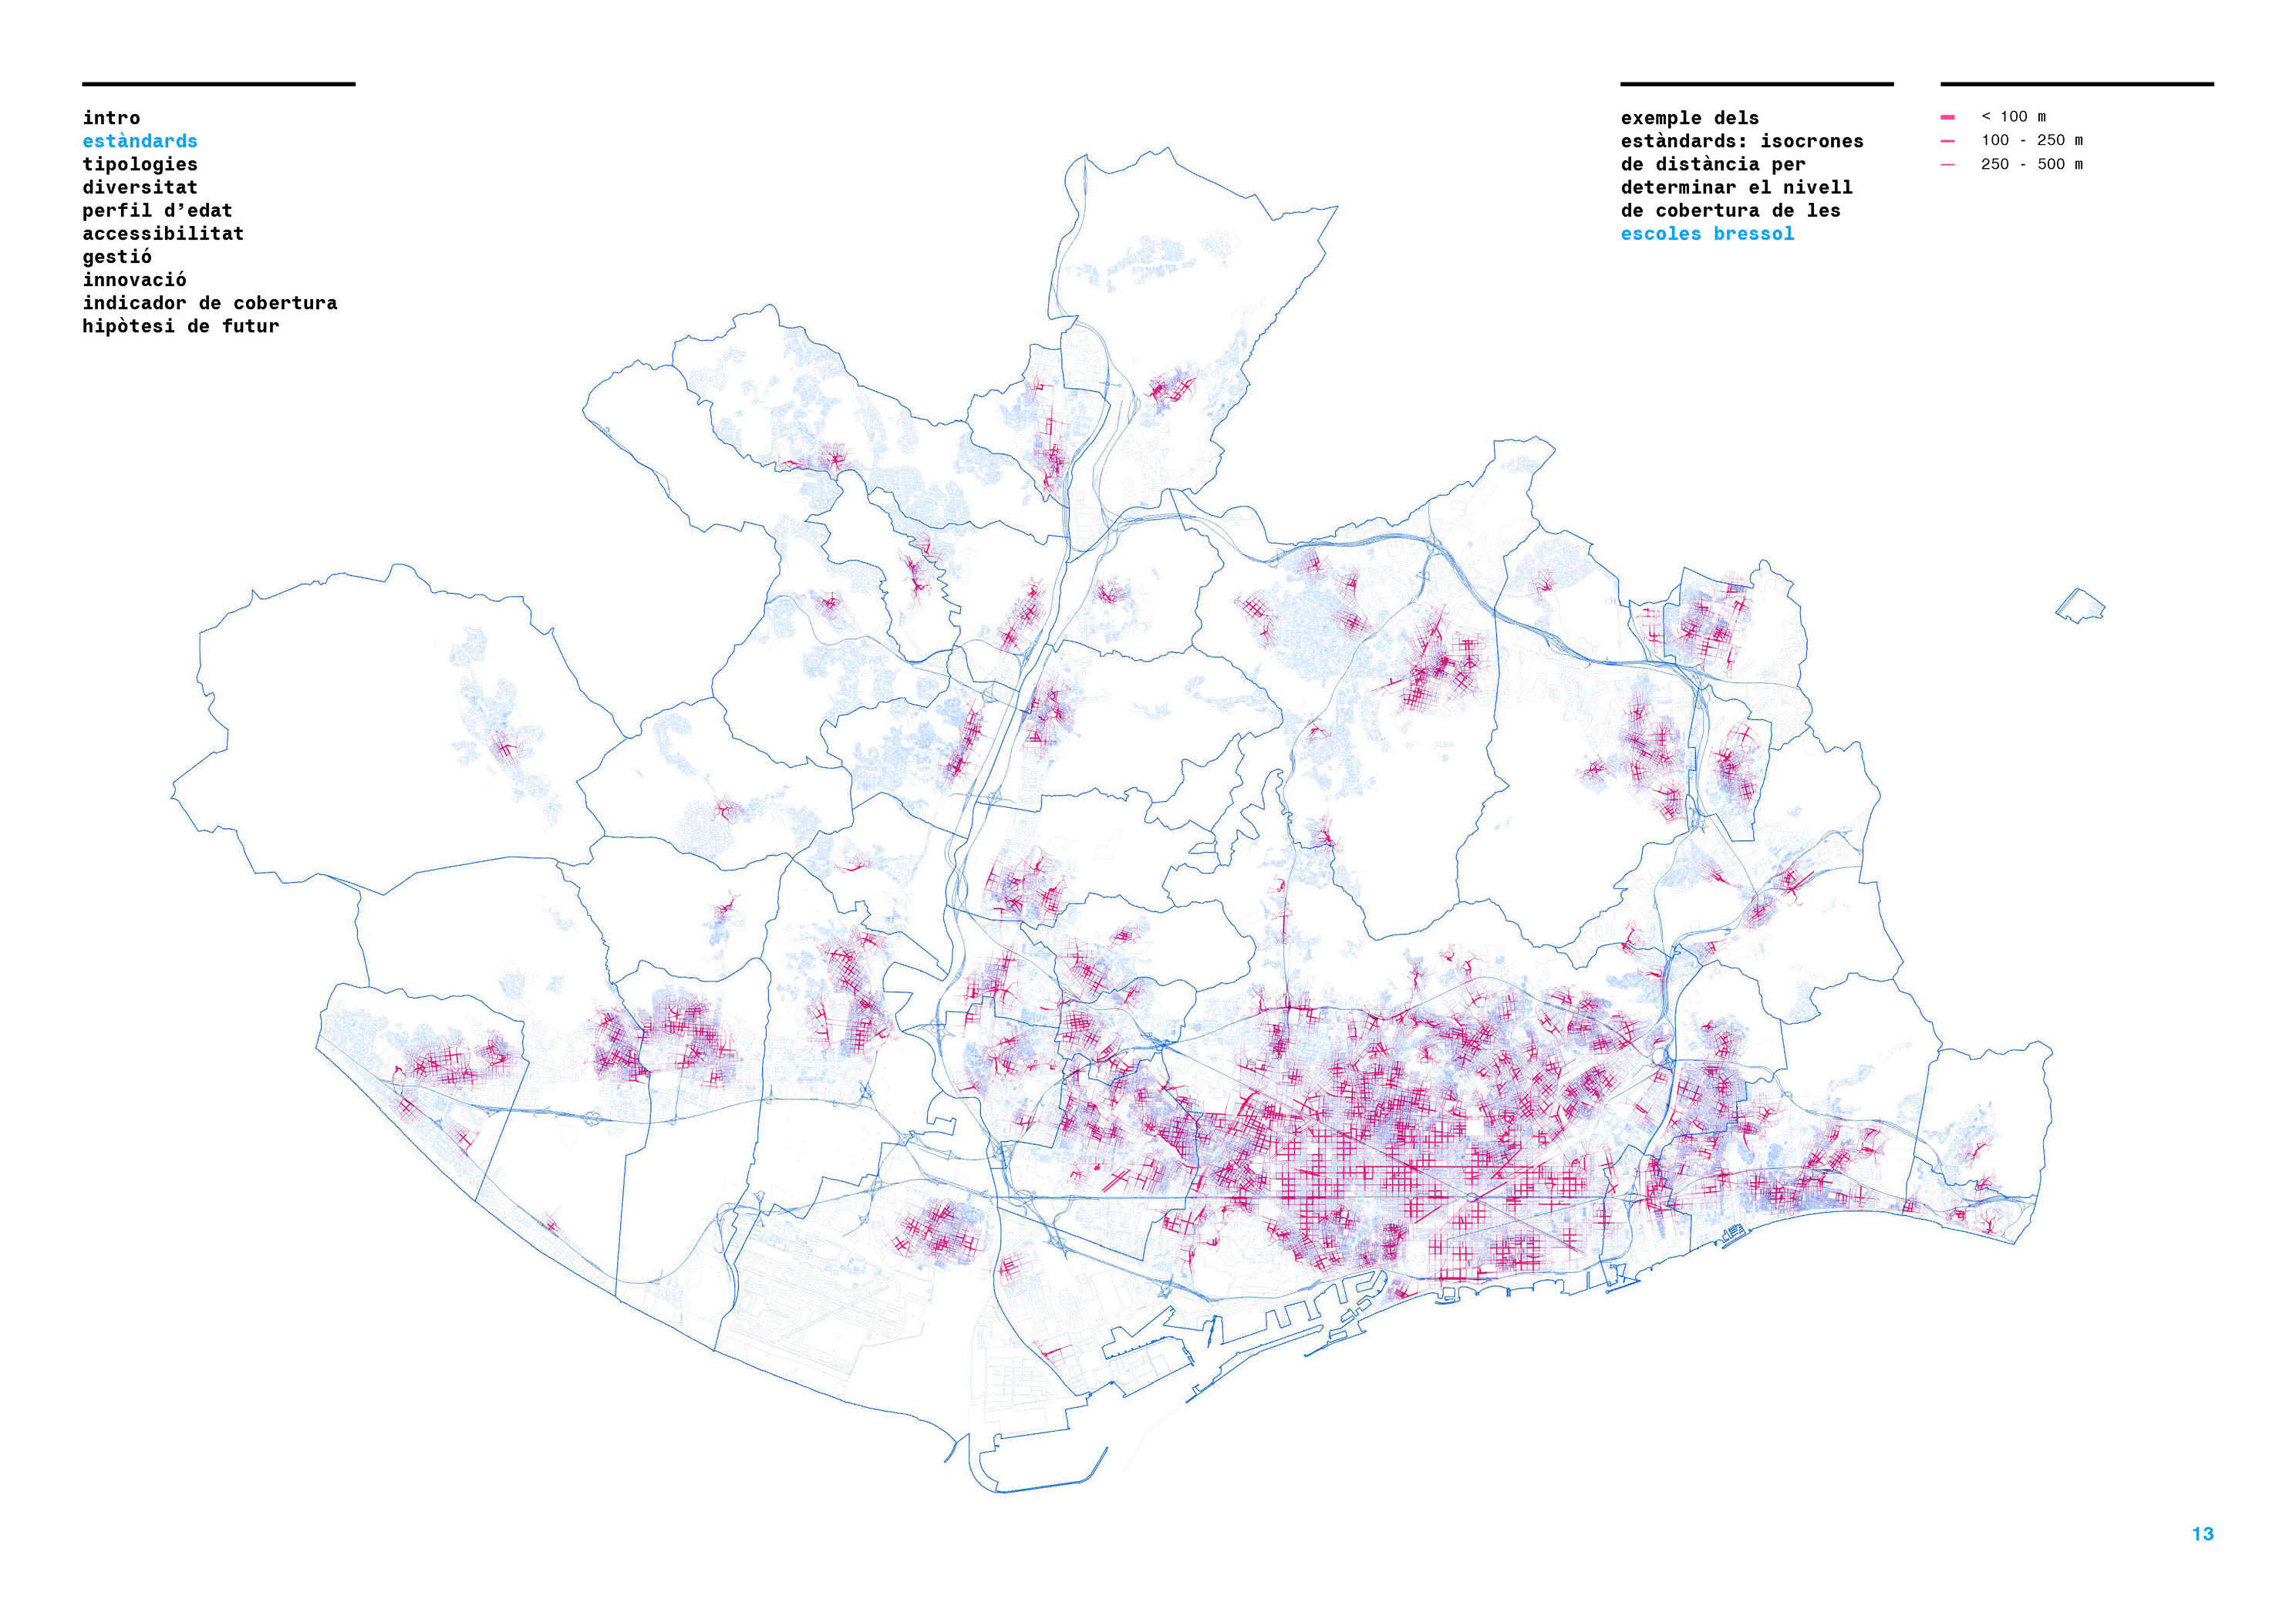 intro
estàndards
tipologies
diversitat
perfil d’edat
accessibilitat
gestió
innovació
indicador de cobertura
hipòtesi de futur
exemple dels
estàndards: isocrones
de distància per
determinar el nivell
de cobertura de les
escoles bressol
< 100 m
100 - 250 m
250 - 500 m
13